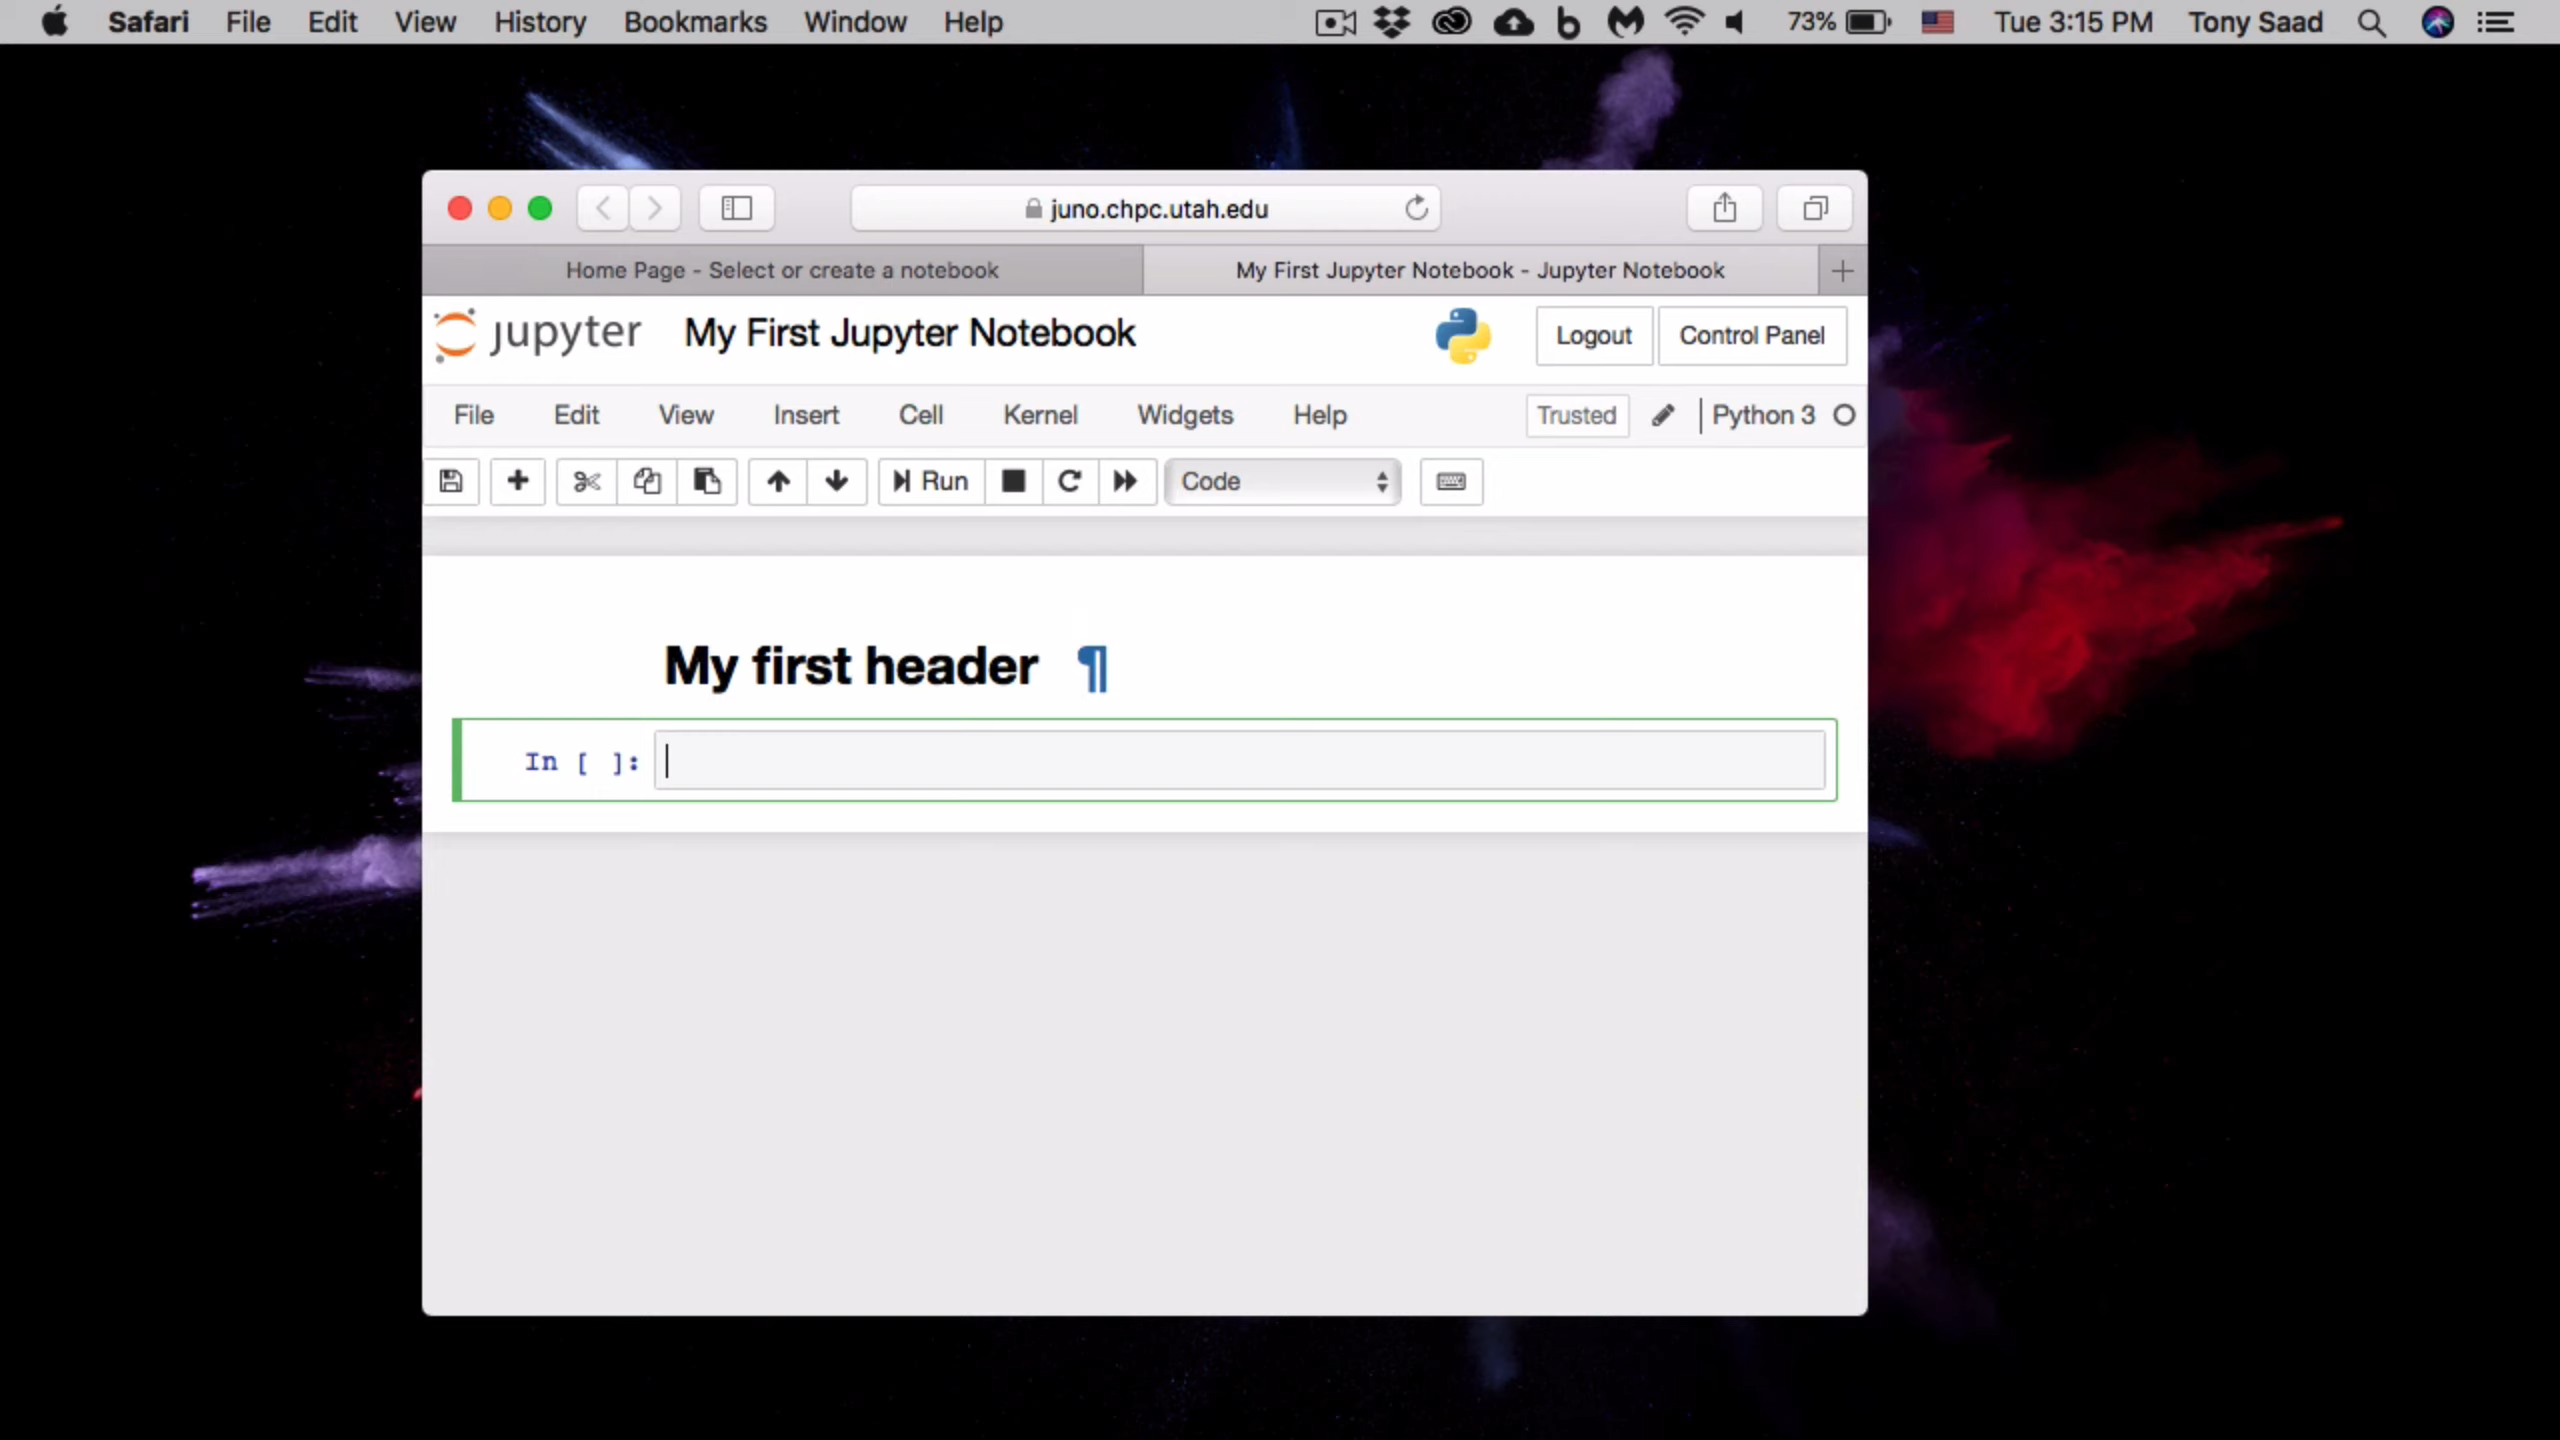 Safari File Edit View History Bookmarks Window Help 73% Tue 3:15 PM Tony Saad
juno.chpc.utah.edu
Home Page - Select or create a notebook My First Jupyter Notebook - Jupyter Notebook
jupyter My First Jupyter Notebook Logout Control Panel
File Edit View Insert Cell Kernel Widgets Help Trusted Python 3
Run Code
My first header ¶
In [ ]: